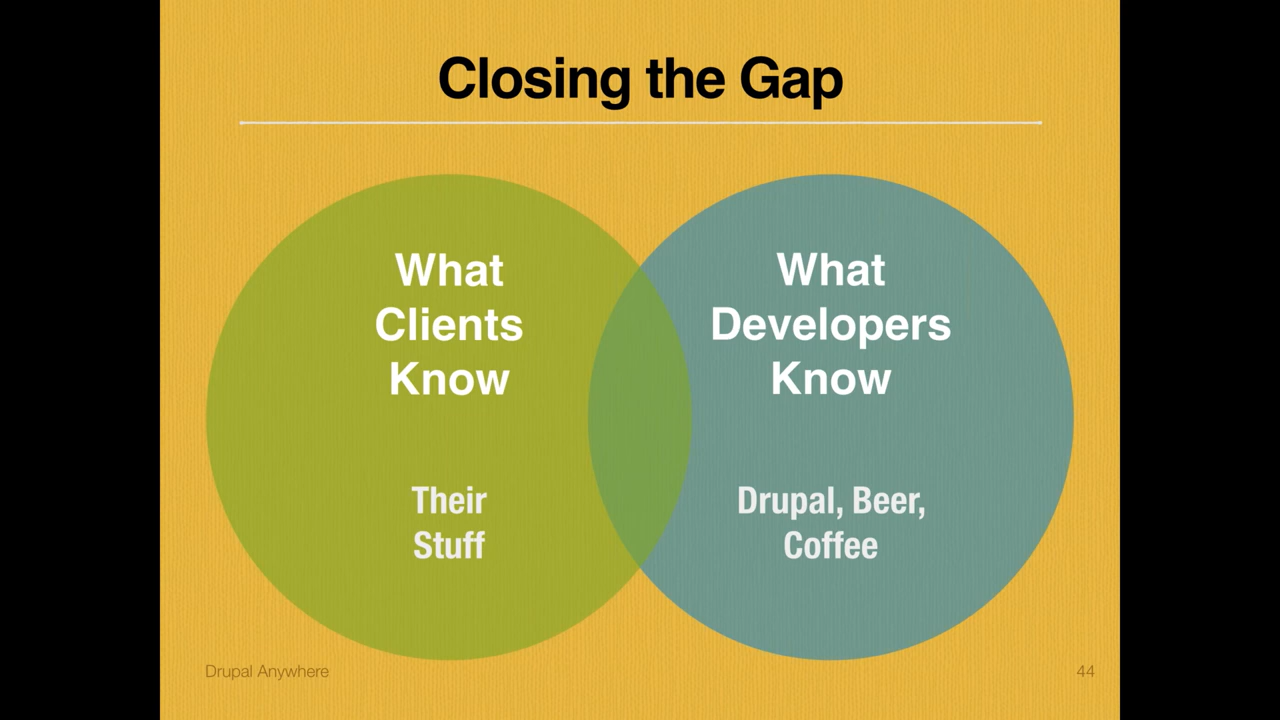 Closing the Gap
What
Clients
Know
Their
Stuff
What
Developers
Know
Drupal, Beer,
Coffee
Drupal Anywhere
44